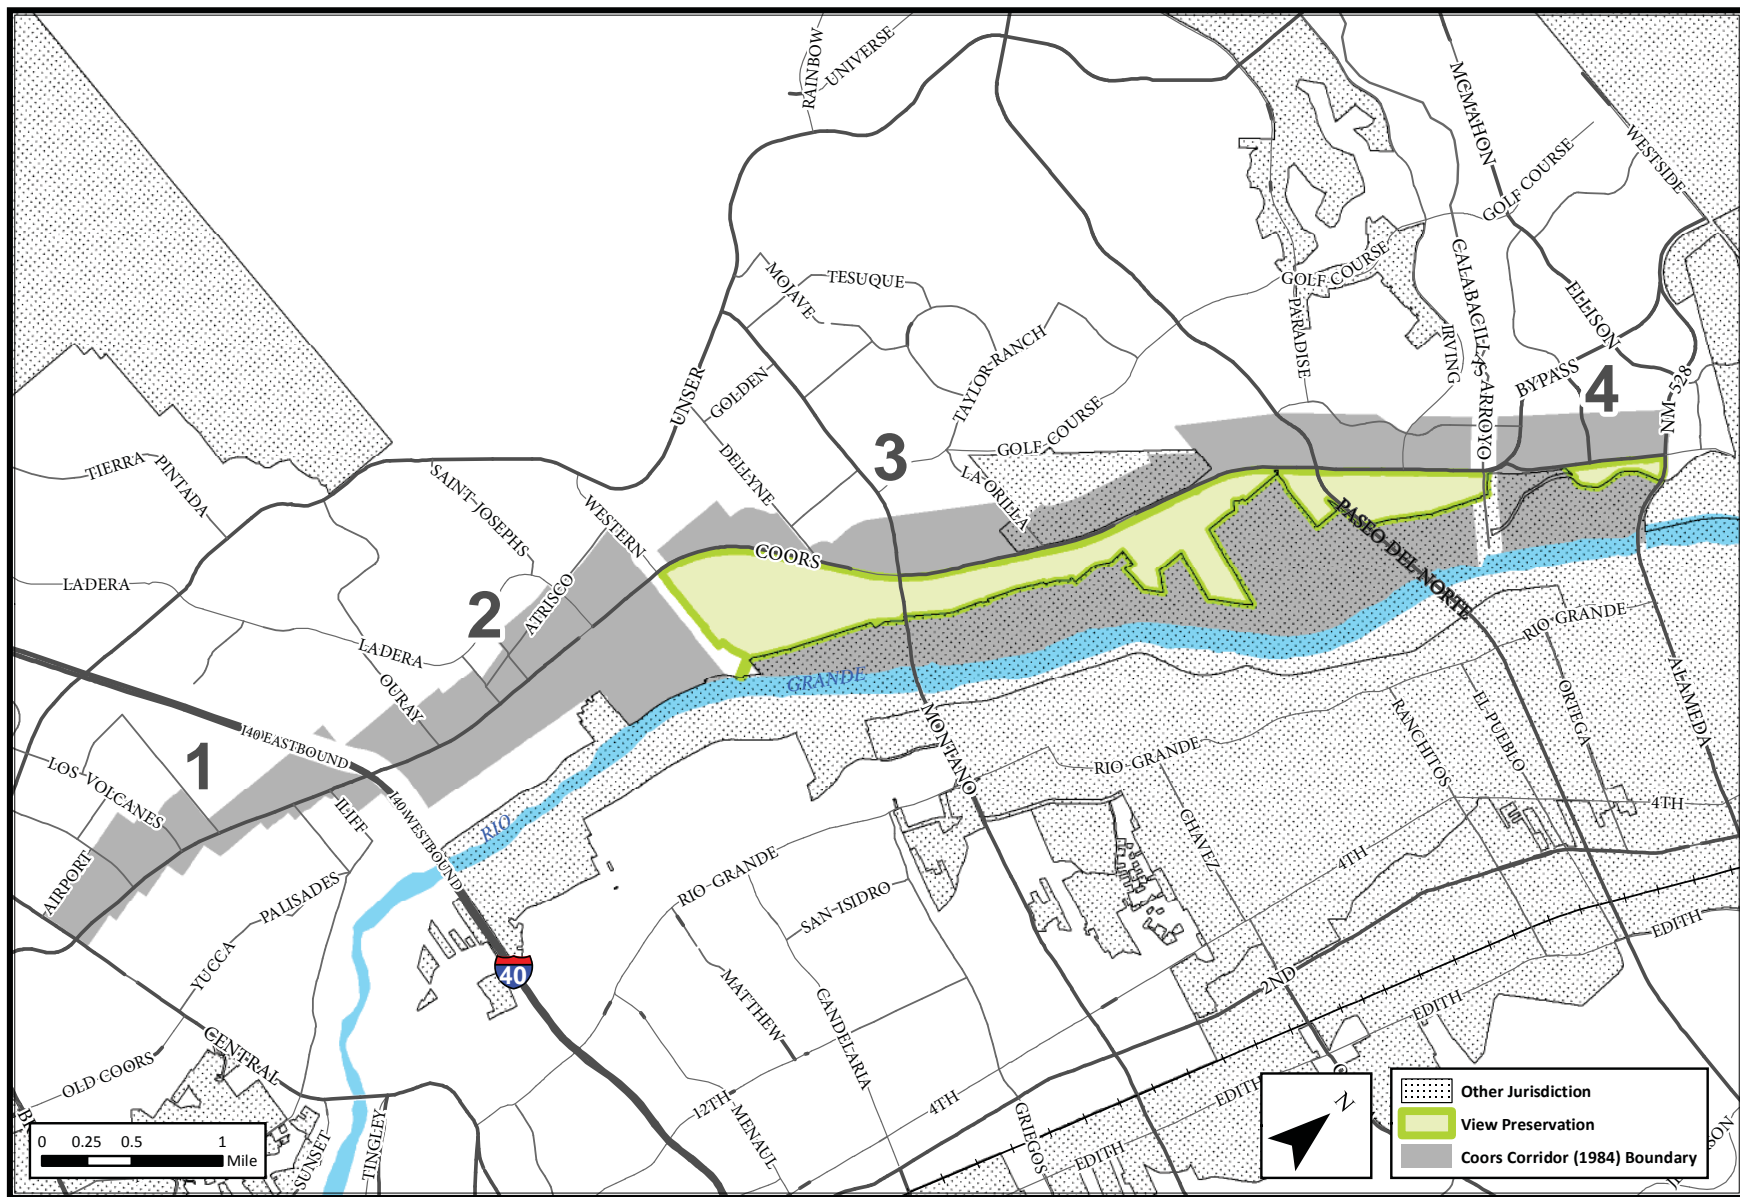 RAINBOW
UNIVERSE
MCMAHON
WESTSIDE
GOLF COURSE
GOLF COURSE
CALABACILLAS ARROYO
PARADISE
IRVING
ELLISON
BYPASS
4
NM 528
MOJAVE
TESUQUE
TAYLOR RANCH
UNSER
GOLDEN
GOLF COURSE
3
DELLYNE
LA ORILLA
TIERRA
PINTADA
SAINT JOSEPHS
WESTERN
COORS
PASEO DEL NORTE
LADERA
2
ATRISCO
LADERA
OURAY
GRANDE
RIO GRANDE
ALAMEDA
ORTEGA
EL PUEBLO
RANCHITOS
MONTANO
RIO GRANDE
I40 EASTBOUND
1
LOS VOLCANES
ILIFF
I40 WESTBOUND
RIO
CHAVEZ
4TH
4TH
AIRPORT
PALISADES
RIO GRANDE
SAN ISIDRO
EDITH
YUCCA
40
MATTHEW
CANDELARIA
2ND
EDITH
CENTRAL
OLD COORS
12TH
MENAUL
4TH
GRIEGOS
EDITH
EDITH
SUNSET
TINGLEY
0 0.25 0.5 1
Mile
N
Other Jurisdiction
View Preservation
Coors Corridor (1984) Boundary